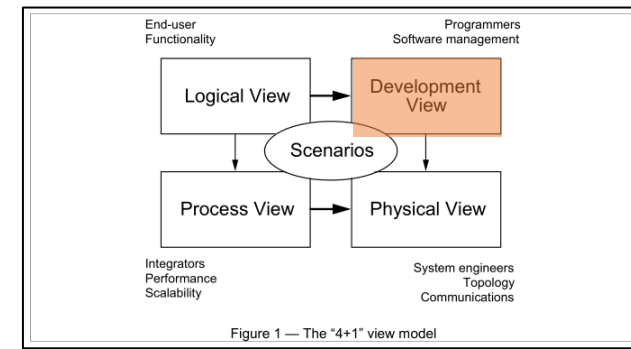 End-user
Functionality
Programmers
Software management
Logical View
Development
View
Scenarios
Process View
Physical View
Integrators
Performance
Scalability
System engineers
Topology
Communications
Figure 1 — The “4+1” view model